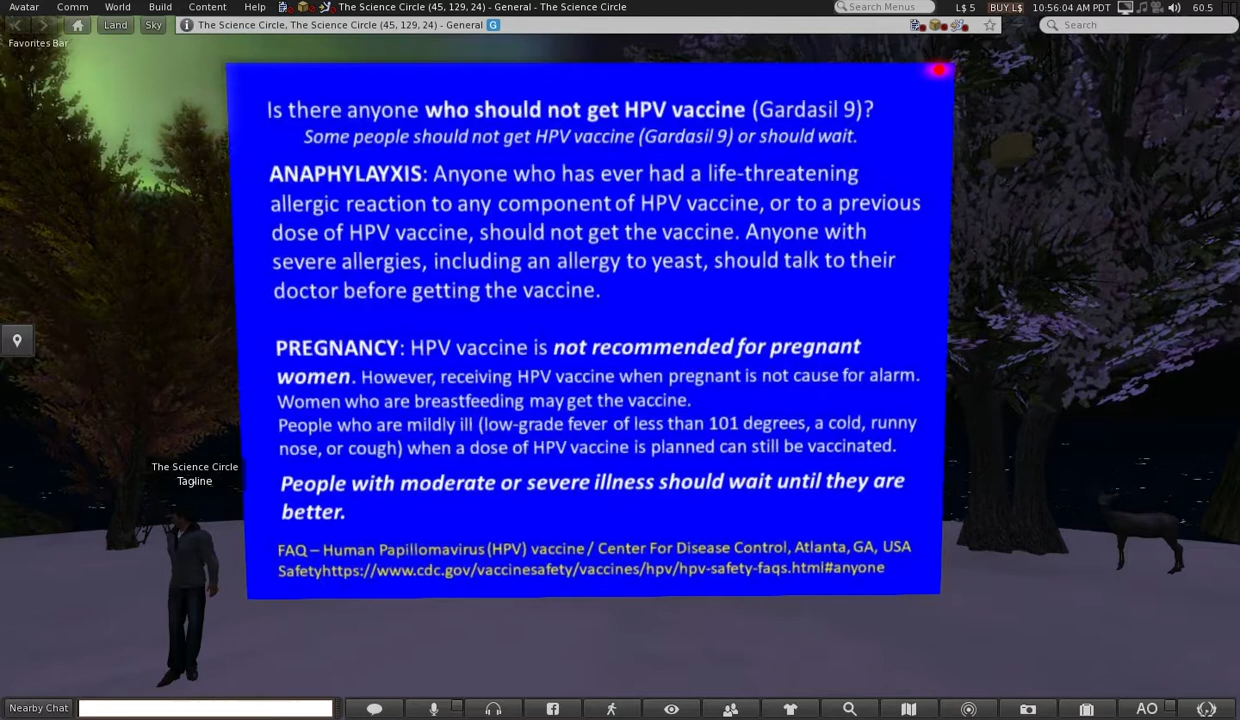 Avatar Comm World Build Content Help The Science Circle (45, 129, 24) - General - The Science Circle Search Menus L$ 5 BUY L$ 10:56:04 AM PDT 60.5
Land Sky The Science Circle, The Science Circle (45, 129, 24) - General G Search
Favorites Bar
Is there anyone who should not get HPV vaccine (Gardasil 9)?
Some people should not get HPV vaccine (Gardasil 9) or should wait.
ANAPHYLAYXIS: Anyone who has ever had a life-threatening
allergic reaction to any component of HPV vaccine, or to a previous
dose of HPV vaccine, should not get the vaccine. Anyone with
severe allergies, including an allergy to yeast, should talk to their
doctor before getting the vaccine.
PREGNANCY: HPV vaccine is not recommended for pregnant
women. However, receiving HPV vaccine when pregnant is not cause for alarm.
Women who are breastfeeding may get the vaccine.
People who are mildly ill (low-grade fever of less than 101 degrees, a cold, runny
nose, or cough) when a dose of HPV vaccine is planned can still be vaccinated.
People with moderate or severe illness should wait until they are
better.
FAQ – Human Papillomavirus (HPV) vaccine / Center For Disease Control, Atlanta, GA, USA
Safetyhttps://www.cdc.gov/vaccinesafety/vaccines/hpv/hpv-safety-faqs.html#anyone
The Science Circle
Tagline
Nearby Chat AO